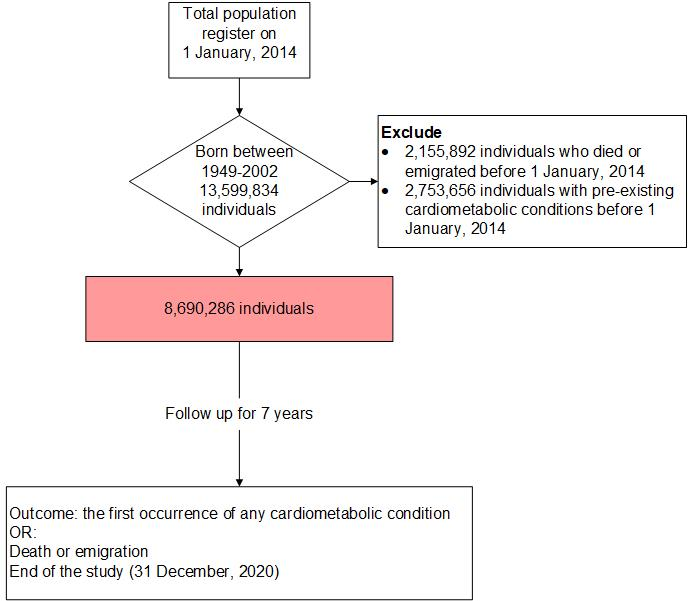 Total population
register on
1 January, 2014
Born between
1949-2002
13,599,834
individuals
Exclude
• 2,155,892 individuals who died or
emigrated before 1 January, 2014
• 2,753,656 individuals with pre-existing
cardiometabolic conditions before 1
January, 2014
8,690,286 individuals
Follow up for 7 years
Outcome: the first occurrence of any cardiometabolic condition
OR:
Death or emigration
End of the study (31 December, 2020)